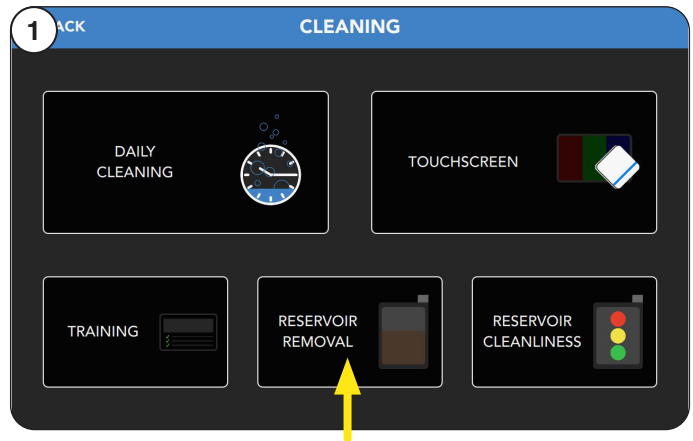 1
ACK
CLEANING
DAILY
CLEANING
TOUCHSCREEN
TRAINING
RESERVOIR
REMOVAL
RESERVOIR
CLEANLINESS